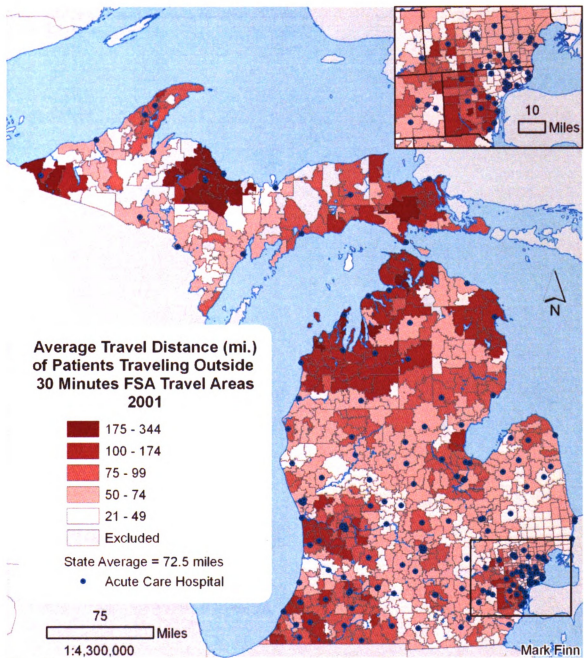 10
Miles
N
Average Travel Distance (mi.)
of Patients Traveling Outside
30 Minutes FSA Travel Areas
2001
175 - 344
100 - 174
75 - 99
50 - 74
21 - 49
Excluded
State Average = 72.5 miles
Acute Care Hospital
75
Miles
1:4,300,000
Mark Finn